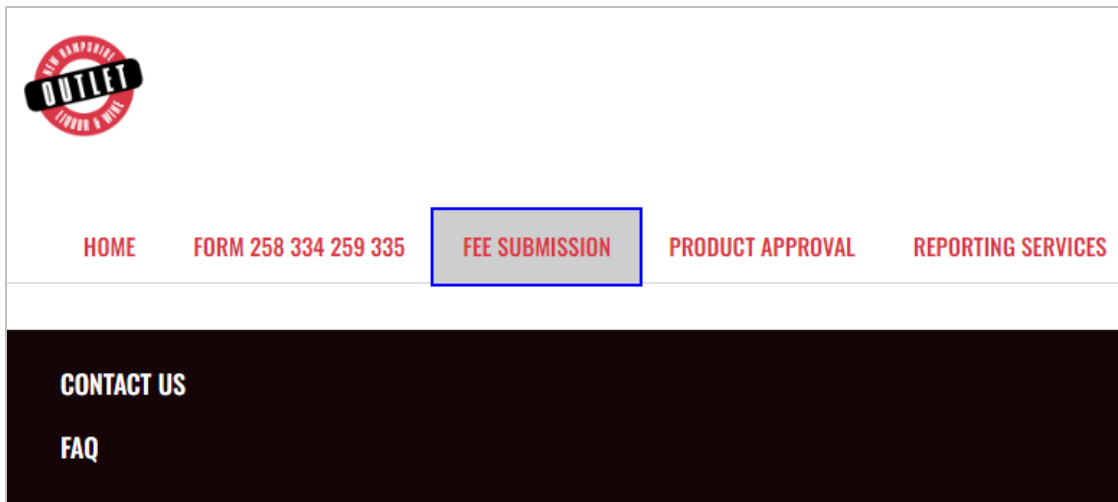 NEW HAMPSHIRE
OUTLET
LIQUOR & WINE
HOME FORM 258 334 259 335 FEE SUBMISSION PRODUCT APPROVAL REPORTING SERVICES
CONTACT US
FAQ